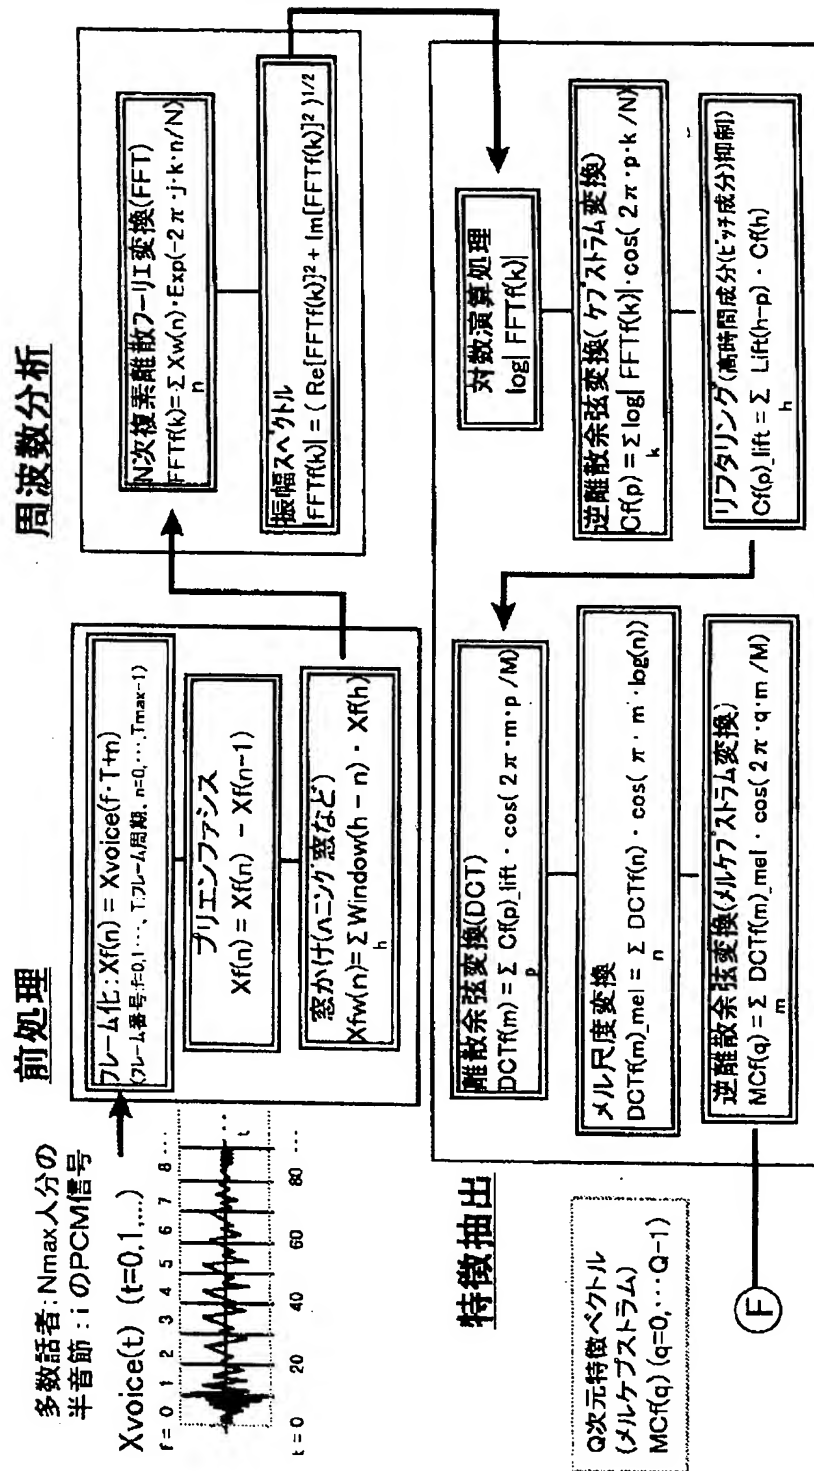 多数話者:Nmax人分の
半音節:iのPCM信号
Xvoice(t) (t=0,1,...)
f= 0 1 2 3 4 5 6 7 8 ...
t
t=0 20 40 60 80 ...
前処理
フレーム化:Xf(n) = Xvoice(f·T+n)
(フレーム番号:f=0,1…、T:フレーム周期、n=0,…,Tmax-1)
プリエンファシス
Xf(n) = Xf(n) − Xf(n-1)
窓かけ(ハニング窓など)
Xfw(n)= Σ Window(h − n) · Xf(h)
h
周波数分析
N次複素離散フーリエ変換(FFT)
FFTf(k)= Σ Xw(n)·Exp(-2π·j·k·n/N)
n
振幅スペクトル
|FFTf(k)| = ( Re[FFTf(k)]² + Im[FFTf(k)]² )1/2
特徴抽出
対数演算処理
log| FFTf(k)|
逆離散余弦変換(ケプストラム変換)
Cf(p) = Σ log| FFTf(k)|·cos( 2π·p·k /N)
k
リフタリング(高時間成分(ピッチ成分)抑制)
Cf(p)_lift = Σ Lift(h-p) · Cf(h)
h
離散余弦変換(DCT)
DCTf(m) = Σ Cf(p)_lift · cos( 2π·m·p /M)
p
メル尺度変換
DCTf(m)_mel = Σ DCTf(n) · cos( π· m ·log(n))
n
逆離散余弦変換(メルケプストラム変換)
MCf(q) = Σ DCTf(m)_mel · cos( 2π·q·m /M)
m
Q次元特徴ベクトル
(メルケプストラム)
MCf(q) (q=0,…Q-1)
F